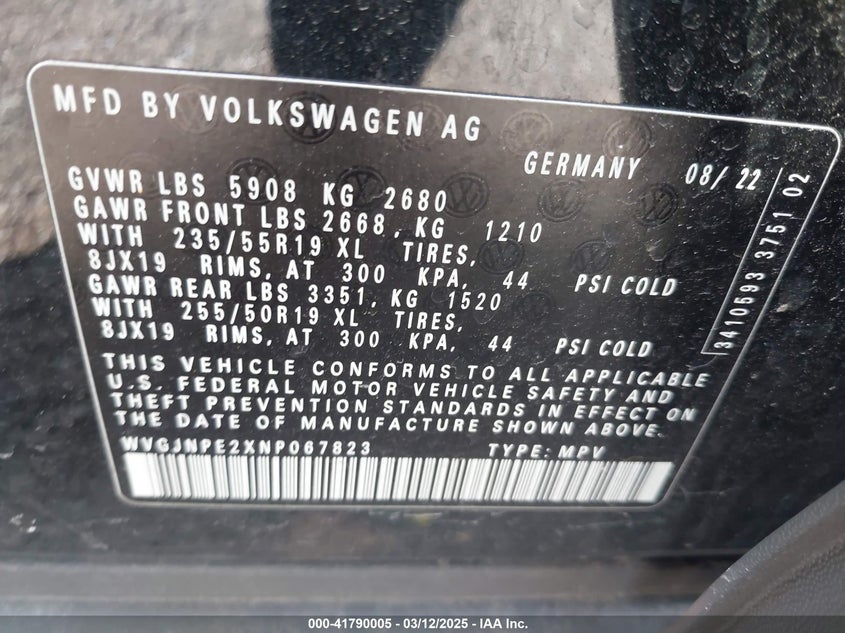 MFD BY VOLKSWAGEN AG
GERMANY 08/22
GVWR LBS 5908 KG 2680
GAWR FRONT LBS 2668, KG 1210
WITH 235/55R19 XL TIRES,
8JX19 RIMS, AT 300 KPA, 44 PSI COLD
GAWR REAR LBS 3351, KG 1520
WITH 255/50R19 XL TIRES,
8JX19 RIMS, AT 300 KPA, 44 PSI COLD
THIS VEHICLE CONFORMS TO ALL APPLICABLE
U.S. FEDERAL MOTOR VEHICLE SAFETY AND
THEFT PREVENTION STANDARDS IN EFFECT ON
THE DATE OF MANUFACTURE SHOWN ABOVE.
WVGJNPE2XNP067823 TYPE: MPV
3410593 3751 02
000-41790005 - 03/12/2025 - IAA Inc.